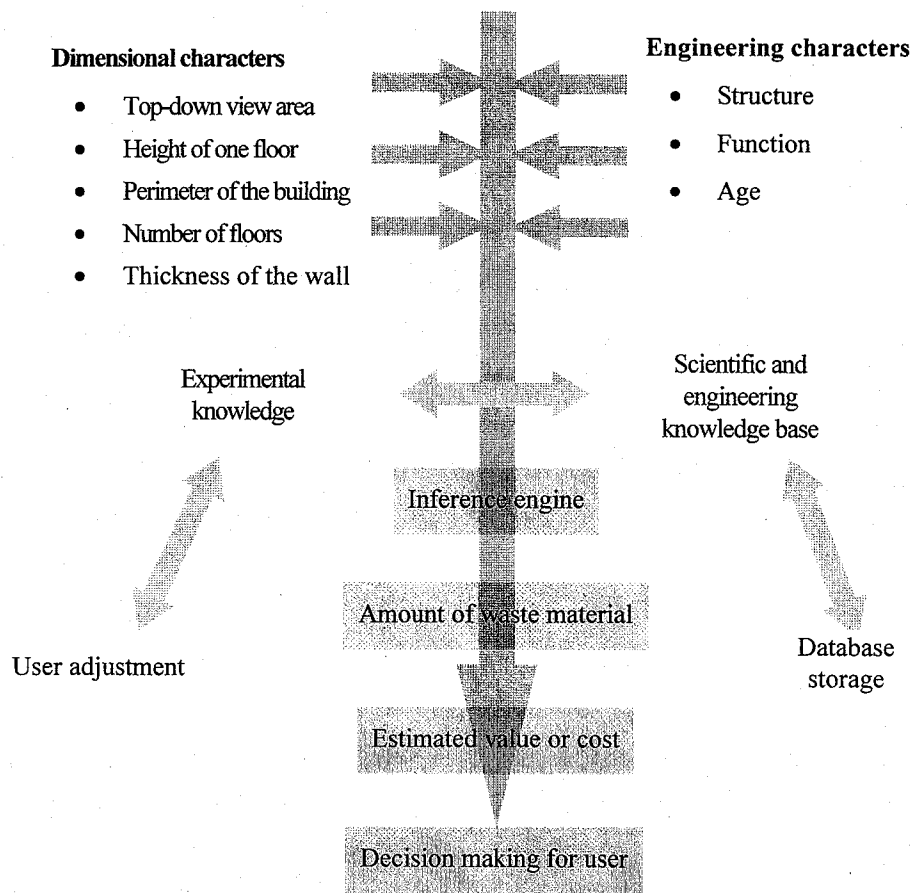 Dimensional characters
• Top-down view area
• Height of one floor
• Perimeter of the building
• Number of floors
• Thickness of the wall
Engineering characters
• Structure
• Function
• Age
Experimental
knowledge
Scientific and
engineering
knowledge base
Inference engine
Amount of waste material
User adjustment
Database
storage
Estimated value or cost
Decision making for user